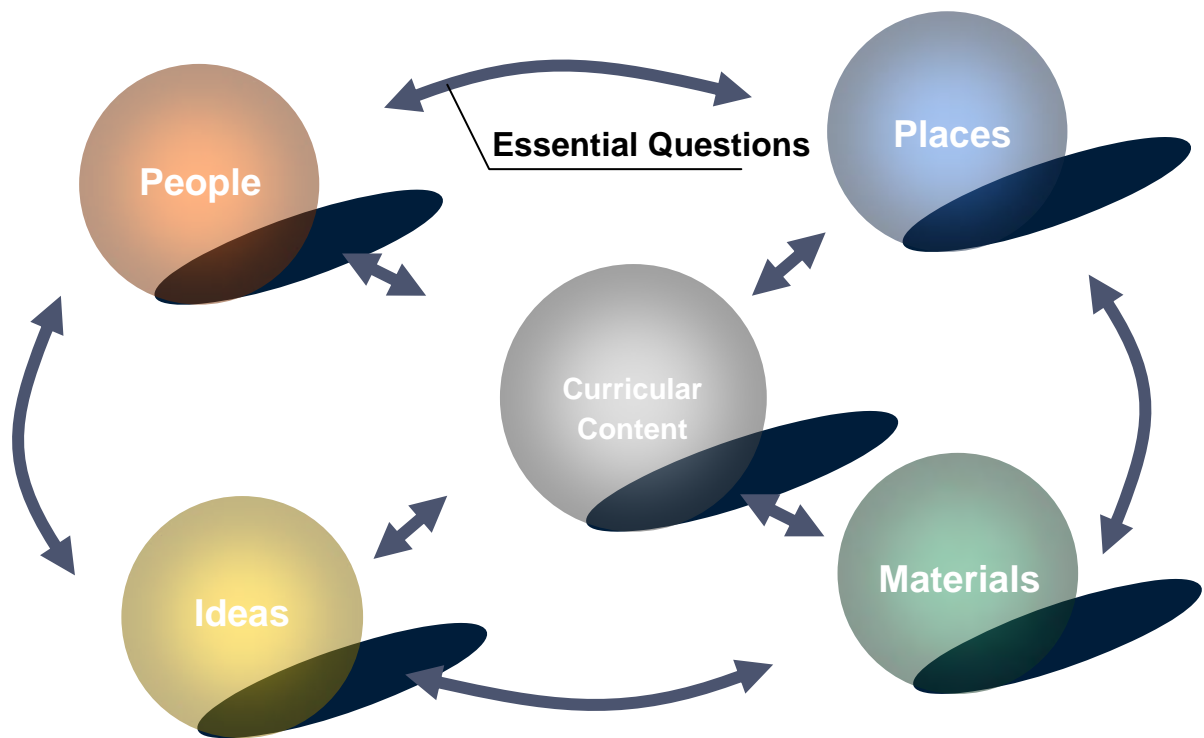 People
Essential Questions
Places
Curricular
Content
Ideas
Materials